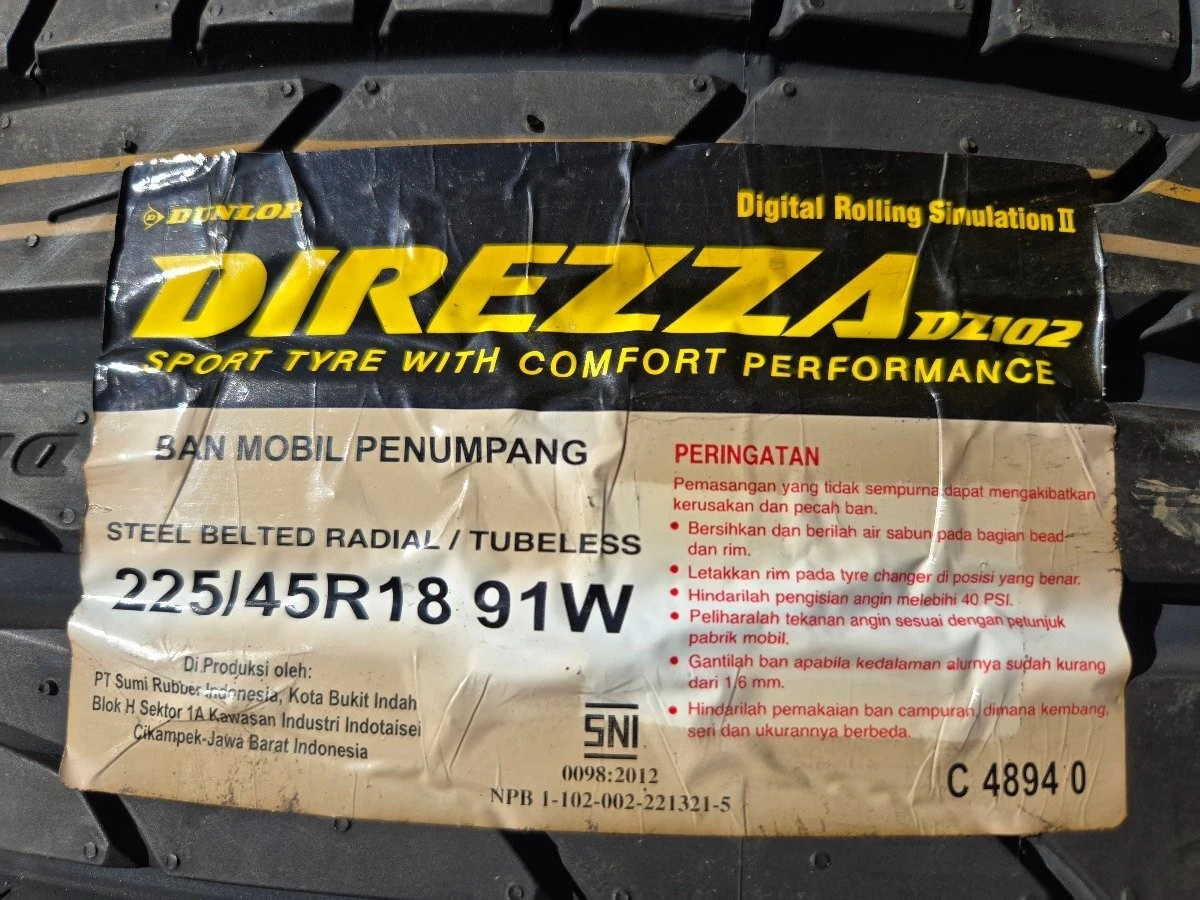 DUNLOP
Digital Rolling Simulation II
DIREZZA DZ102
SPORT TYRE WITH COMFORT PERFORMANCE
BAN MOBIL PENUMPANG
STEEL BELTED RADIAL / TUBELESS
225/45R18 91W
Di Produksi oleh:
PT Sumi Rubber Indonesia, Kota Bukit Indah
Blok H Sektor 1A Kawasan Industri Indotaisei
Cikampek-Jawa Barat Indonesia
PERINGATAN
Pemasangan yang tidak sempurna dapat mengakibatkan
kerusakan dan pecah ban.
• Bersihkan dan berilah air sabun pada bagian bead
dan rim.
• Letakkan rim pada tyre changer di posisi yang benar.
• Hindarilah pengisian angin melebihi 40 PSI.
• Peliharalah tekanan angin sesuai dengan petunjuk
pabrik mobil.
• Gantilah ban apabila kedalaman alurnya sudah kurang
dari 1,6 mm.
• Hindarilah pemakaian ban campuran, dimana kembang,
seri dan ukurannya berbeda.
SNI
0098:2012
NPB 1-102-002-221321-5
C 4894 0